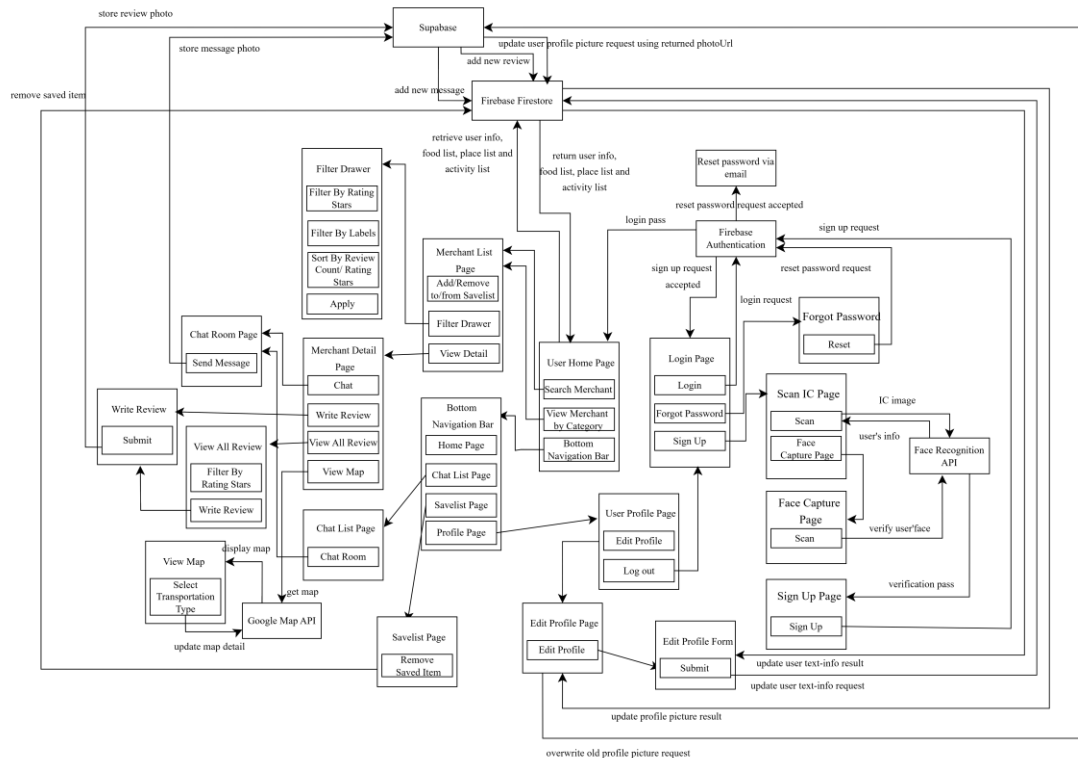 store review photo
Supabase
store message photo
update user profile picture request using returned photoUrl
add new review
add new message
remove saved item
Firebase Firestore
retrieve user info,
food list, place list and
activity list
return user info,
food list, place list and
activity list
Reset password via
email
reset password request accepted
login pass
Firebase
Authentication
sign up request
sign up request
accepted
reset password request
login request
Filter Drawer
Filter By Rating
Stars
Filter By Labels
Sort By Review
Count/ Rating
Stars
Apply
Merchant List
Page
Add/Remove
to/from Savelist
Filter Drawer
View Detail
Forgot Password
Reset
Chat Room Page
Send Message
Merchant Detail
Page
Chat
Write Review
View All Review
View Map
User Home Page
Search Merchant
View Merchant
by Category
Bottom
Navigation Bar
Login Page
Login
Forgot Password
Sign Up
Scan IC Page
Scan
Face
Capture Page
IC image
user's info
Face Recognition
API
Write Review
Submit
View All Review
Filter By
Rating Stars
Write Review
Bottom
Navigation Bar
Home Page
Chat List Page
Savelist Page
Profile Page
User Profile Page
Edit Profile
Log out
Face Capture
Page
Scan
verify user'face
Chat List Page
Chat Room
View Map
Select
Transportation
Type
display map
get map
Google Map API
update map detail
verification pass
Sign Up Page
Sign Up
Savelist Page
Remove
Saved Item
Edit Profile Page
Edit Profile
Edit Profile Form
Submit
update user text-info result
update user text-info request
update profile picture result
overwrite old profile picture request